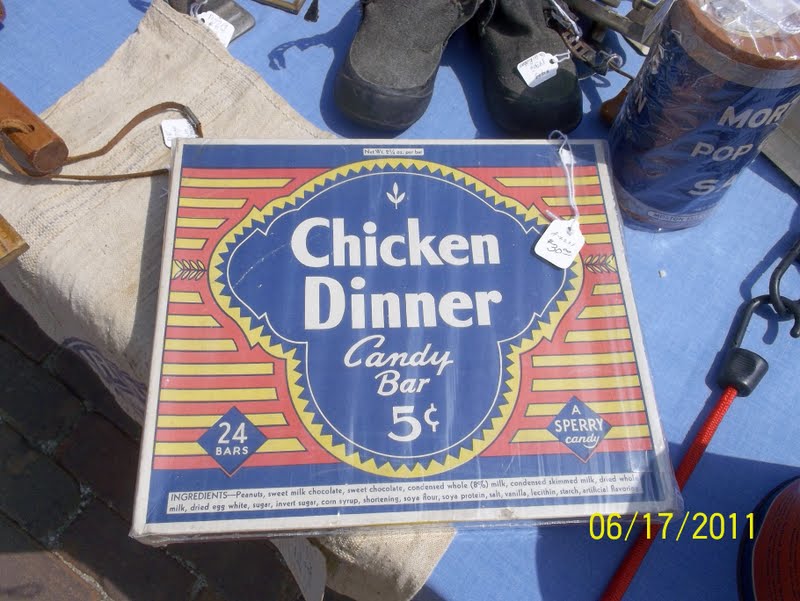 Chicken
Dinner
Candy
Bar
5¢
24
BARS
A
SPERRY
candy
INGREDIENTS—Peanuts, sweet milk chocolate, sweet chocolate, condensed whole (8%) milk, condensed skimmed milk, dried whole
milk, dried egg white, sugar, invert sugar, corn syrup, shortening, soya flour, soya protein, salt, vanilla, lecithin, starch, artificial flavoring
MOR
POP
S
06/17/2011